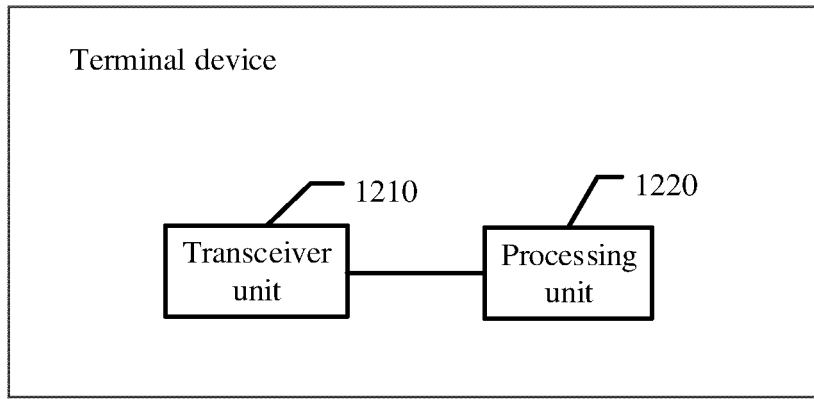 Terminal device
1210
1220
Transceiver
unit
Processing
unit